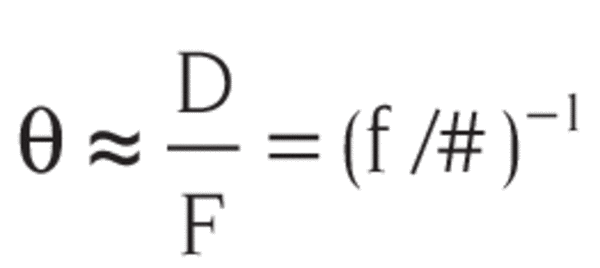 θ ≈ D/F = (f/#)⁻¹